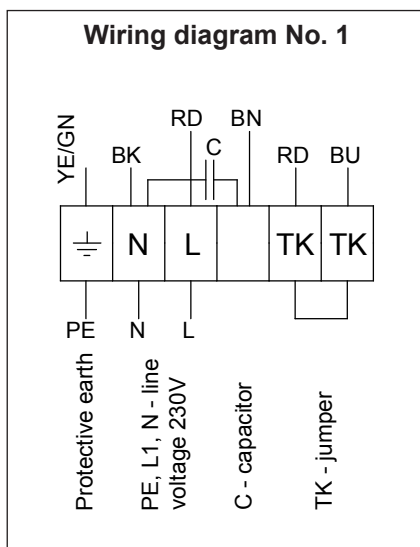 Wiring diagram No. 1
YE/GN
BK
RD
C
BN
RD
BU
N
L
TK
TK
PE
N
L
Protective earth
PE, L1, N - line
voltage 230V
C - capacitor
TK - jumper